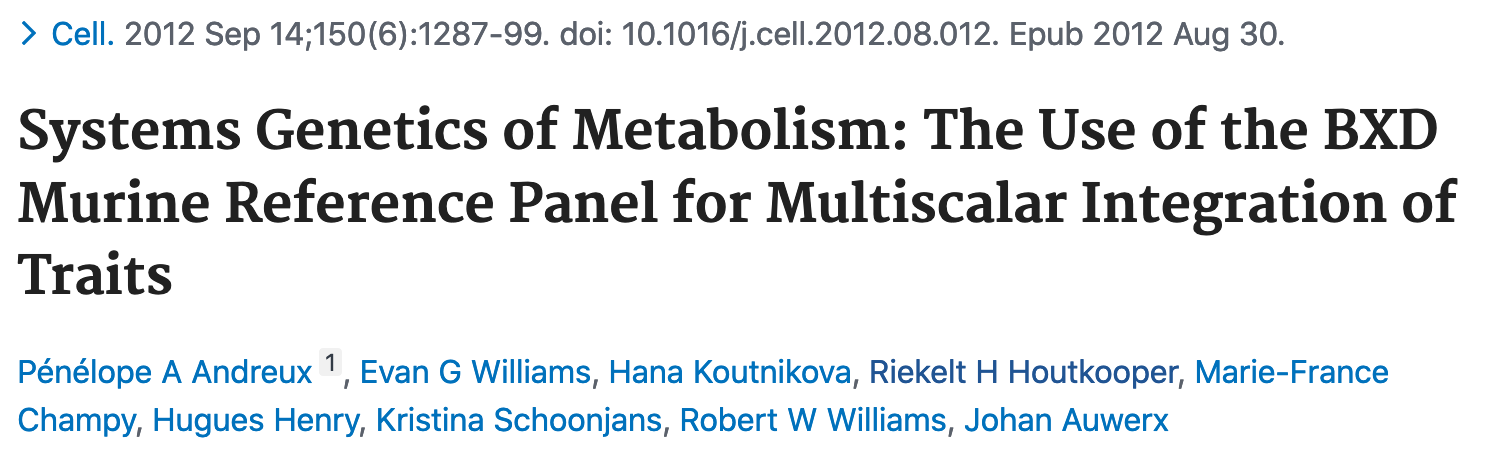 > Cell. 2012 Sep 14;150(6):1287-99. doi: 10.1016/j.cell.2012.08.012. Epub 2012 Aug 30.
Systems Genetics of Metabolism: The Use of the BXD
Murine Reference Panel for Multiscalar Integration of
Traits
Pénélope A Andreux 1, Evan G Williams, Hana Koutnikova, Riekelt H Houtkooper, Marie-France
Champy, Hugues Henry, Kristina Schoonjans, Robert W Williams, Johan Auwerx